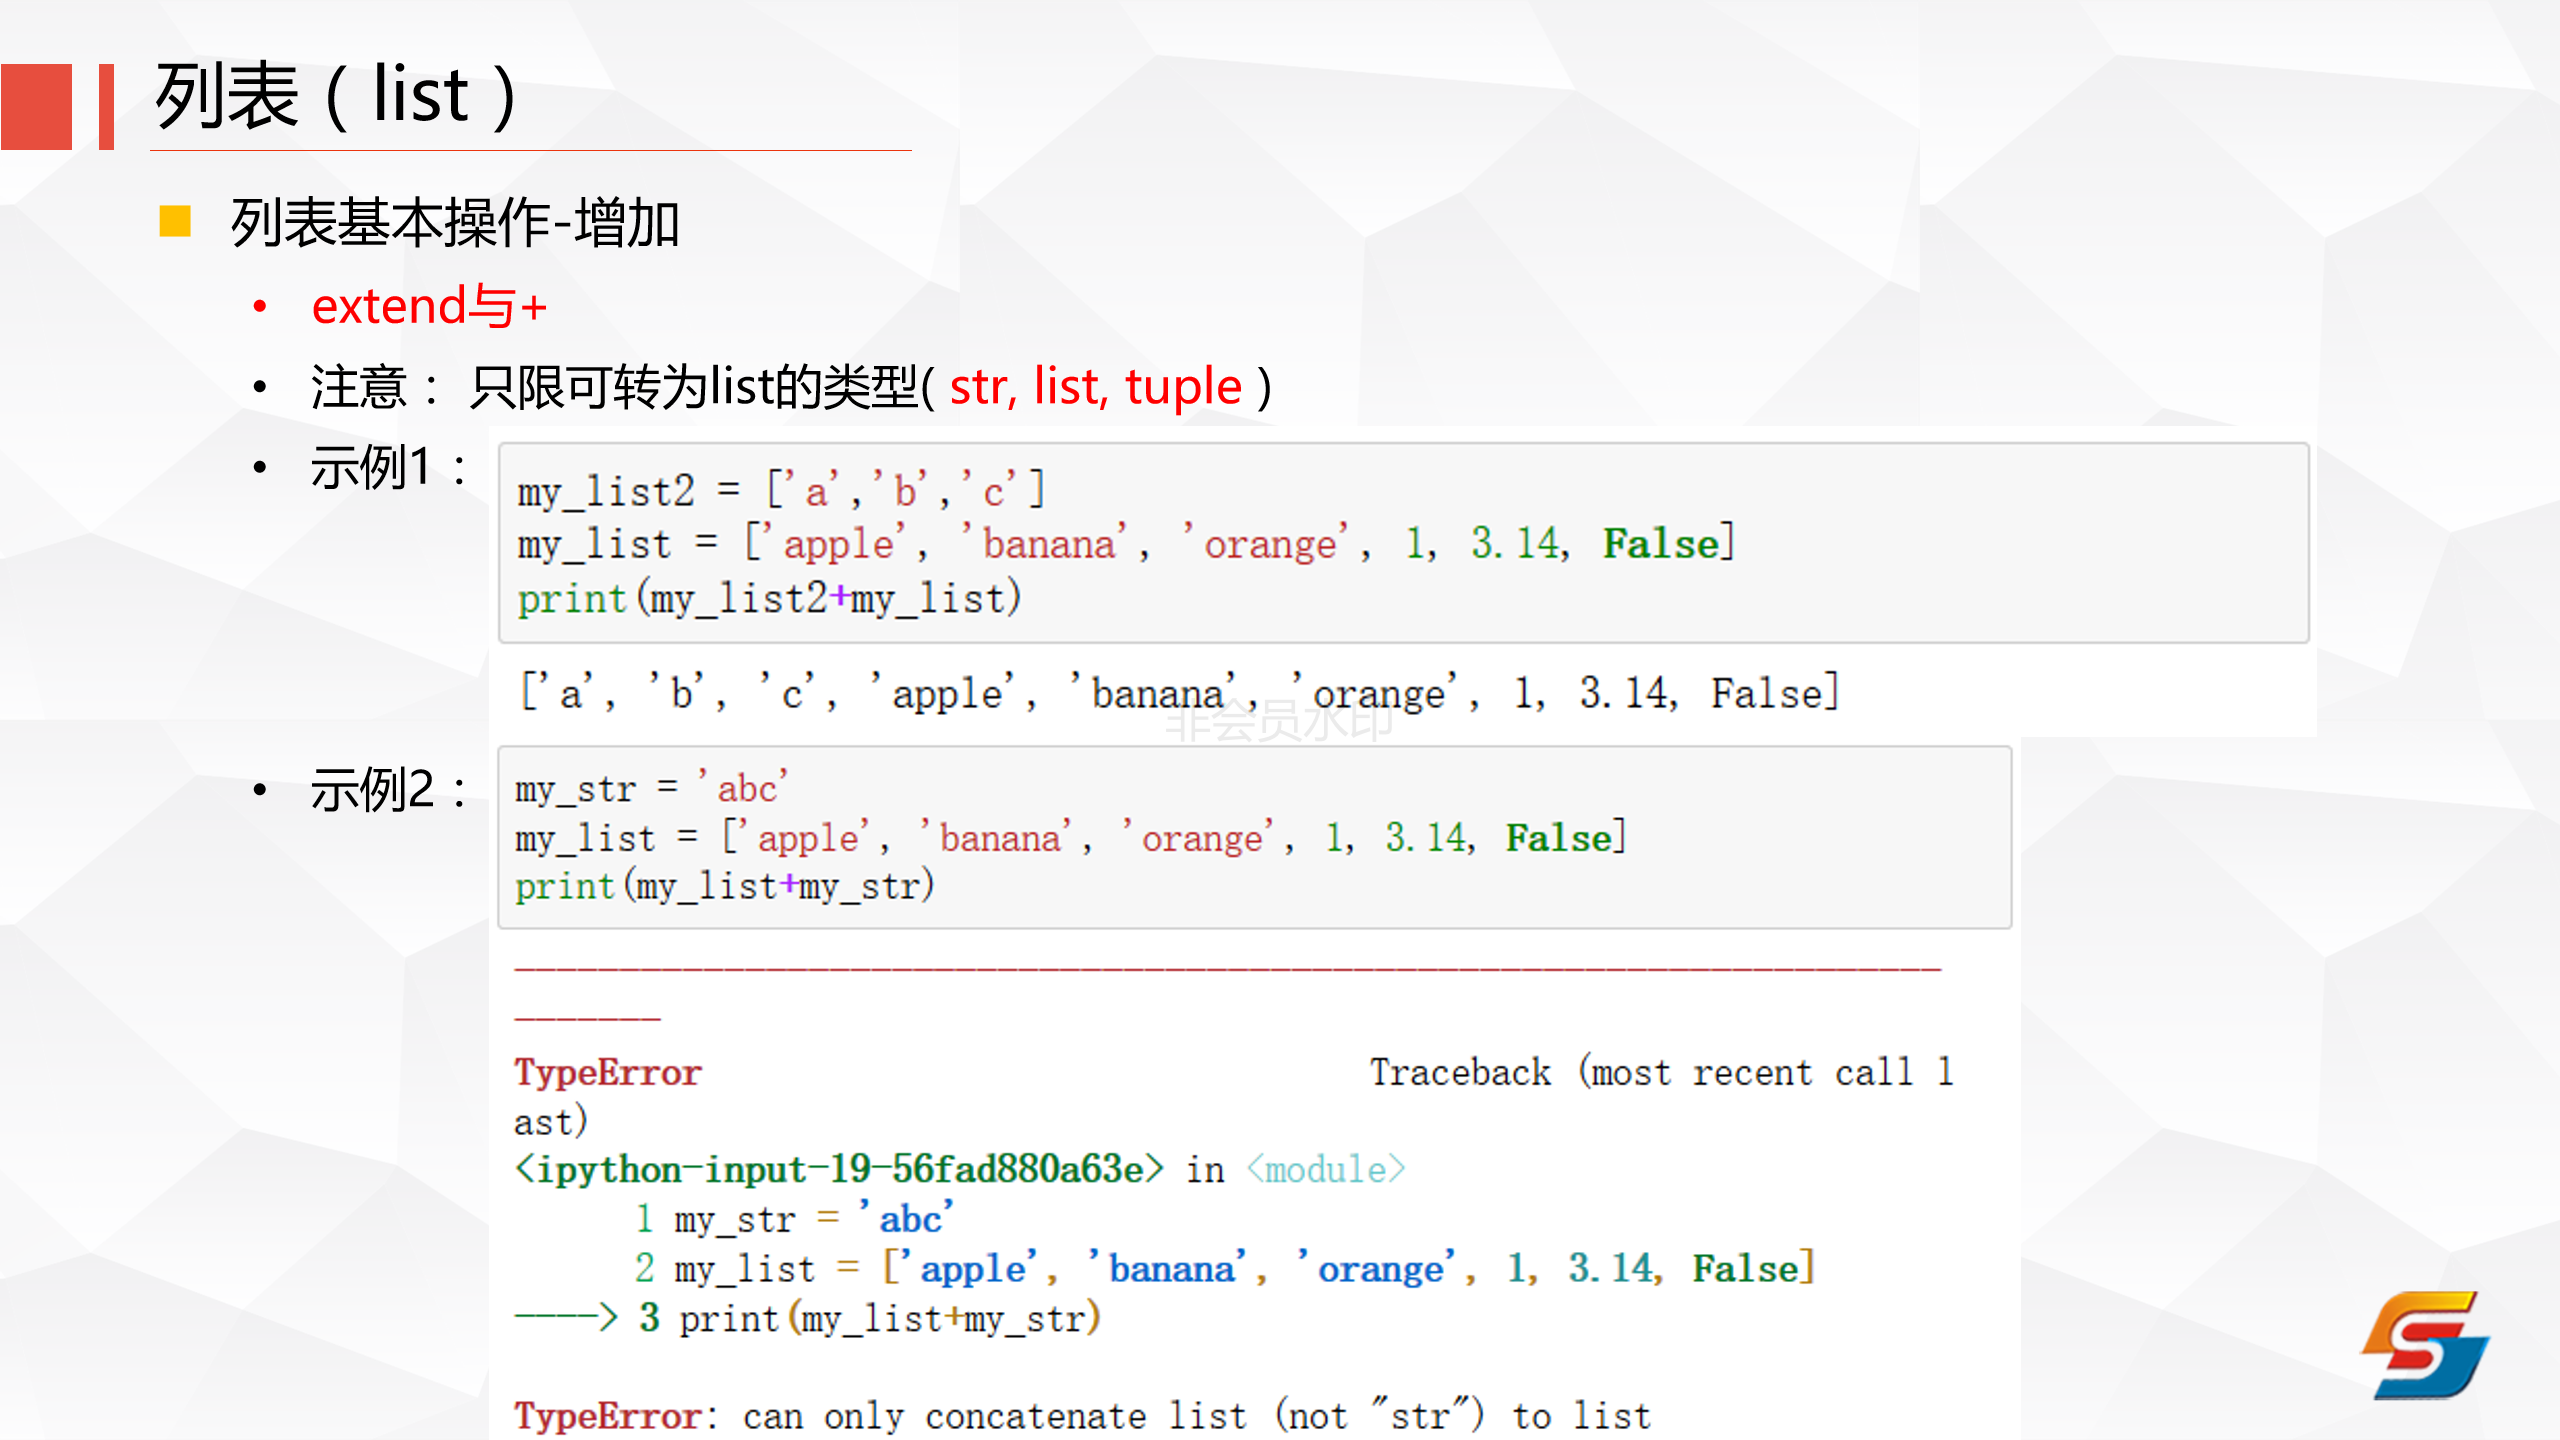 列表（list）
列表基本操作-增加
• extend与+
• 注意： 只限可转为list的类型( str, list, tuple )
• 示例1：
my_list2 = ['a','b','c']
my_list = ['apple', 'banana', 'orange', 1, 3.14, False]
print(my_list2+my_list)
['a', 'b', 'c', 'apple', 'banana', 'orange', 1, 3.14, False]
非会员水印
• 示例2：
my_str = 'abc'
my_list = ['apple', 'banana', 'orange', 1, 3.14, False]
print(my_list+my_str)
---------------------------------------------------------------------
-------
TypeError                                 Traceback (most recent call l
ast)
<ipython-input-19-56fad880a63e> in <module>
      1 my_str = 'abc'
      2 my_list = ['apple', 'banana', 'orange', 1, 3.14, False]
----> 3 print(my_list+my_str)
TypeError: can only concatenate list (not "str") to list